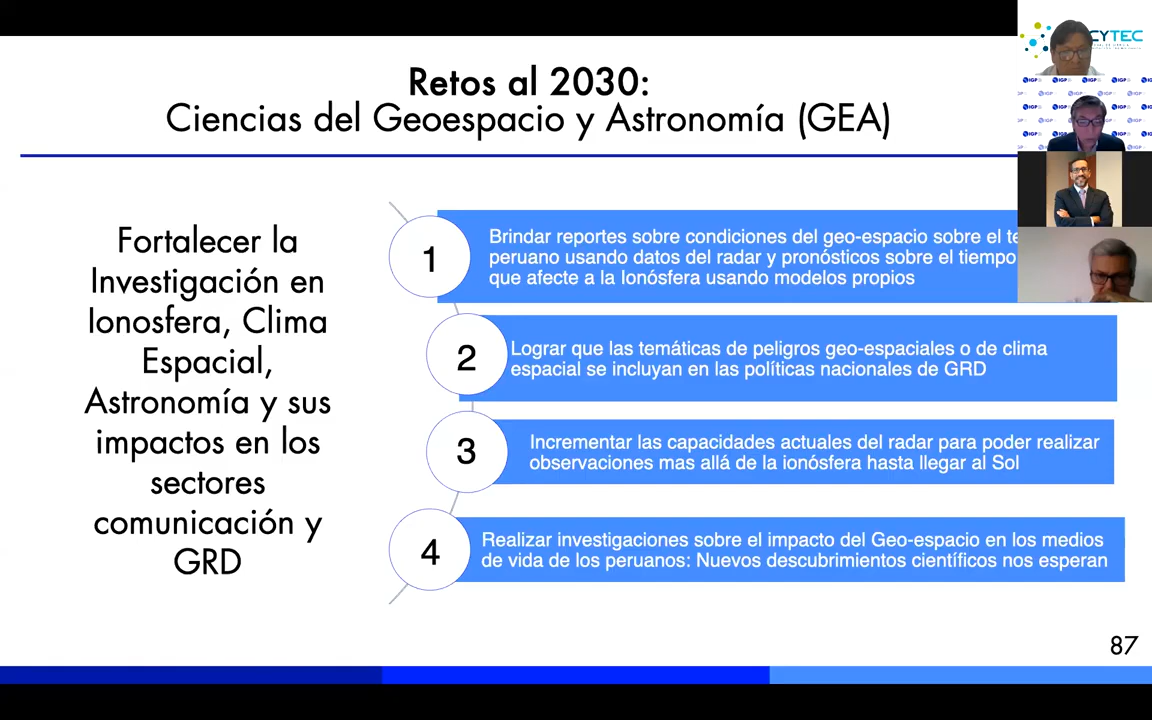 Retos al 2030:
Ciencias del Geoespacio y Astronomía (GEA)
CYTEC
IGP
Fortalecer la
Investigación en
Ionosfera, Clima
Espacial,
Astronomía y sus
impactos en los
sectores
comunicación y
GRD
1
Brindar reportes sobre condiciones del geo-espacio sobre el
peruano usando datos del radar y pronósticos sobre el tiempo
que afecte a la Ionósfera usando modelos propios
2
Lograr que las temáticas de peligros geo-espaciales o de clima
espacial se incluyan en las políticas nacionales de GRD
3
Incrementar las capacidades actuales del radar para poder realizar
observaciones mas allá de la ionósfera hasta llegar al Sol
4
Realizar investigaciones sobre el impacto del Geo-espacio en los medios
de vida de los peruanos: Nuevos descubrimientos científicos nos esperan
87